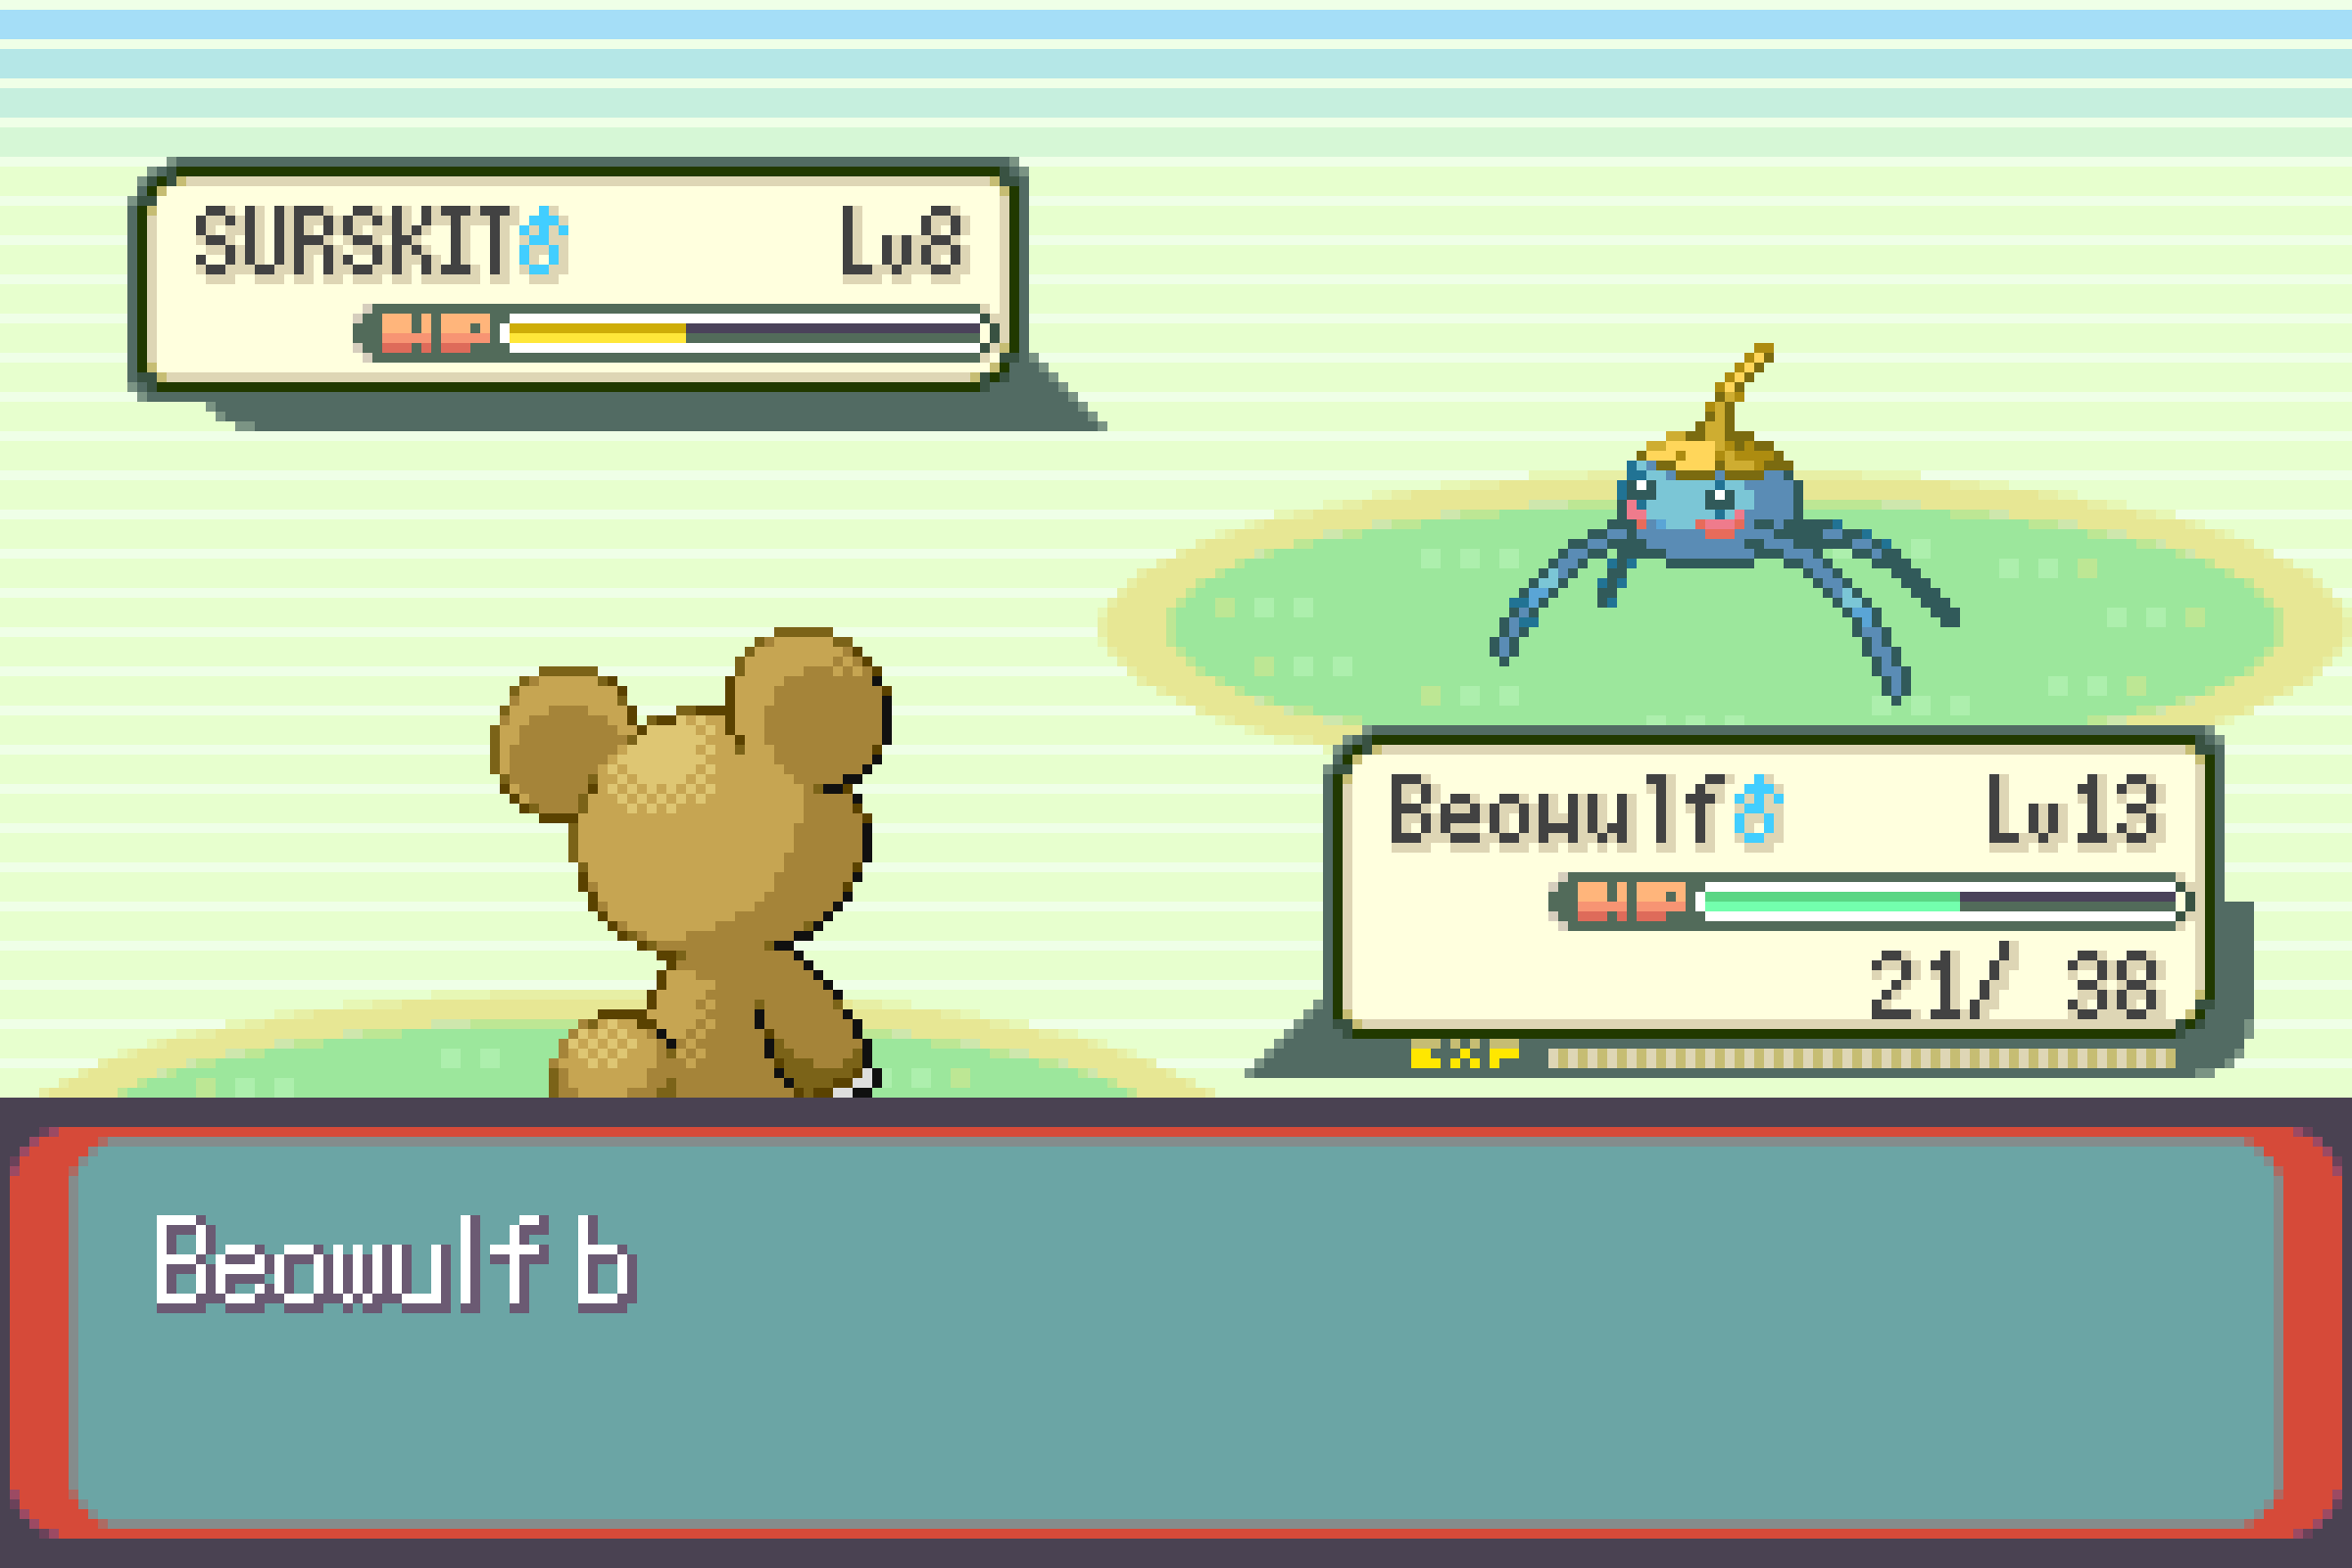 SURSKIT♂ Lv8
HP
Beowulf♂ Lv13
HP
21/ 38
EXP
Beowulf b